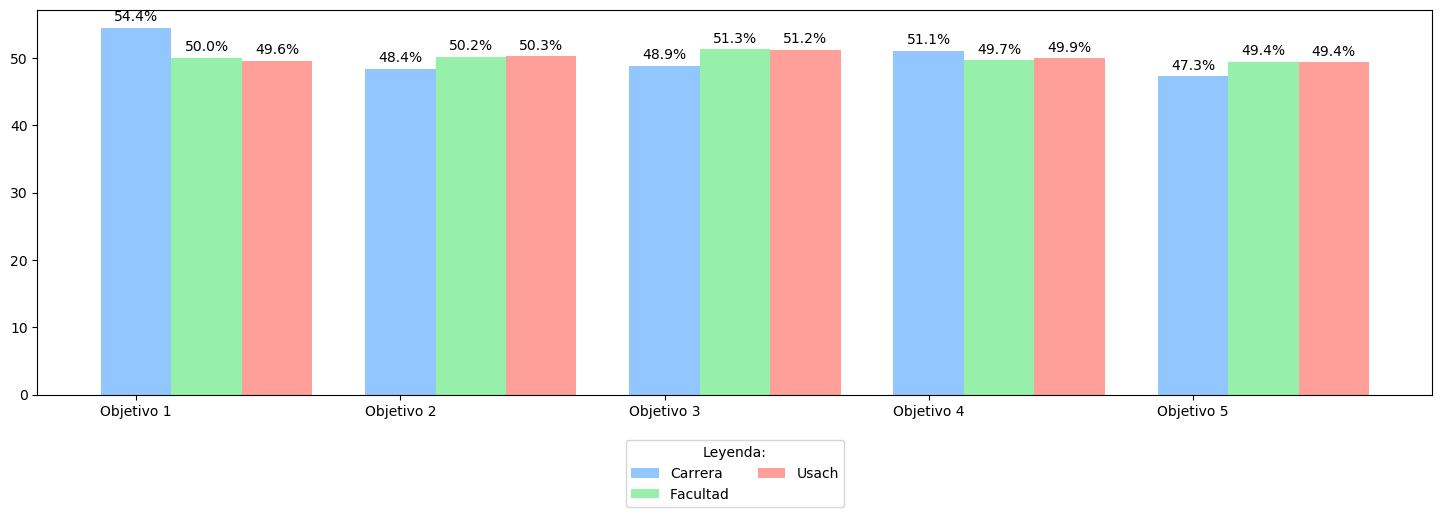 54.4%
50.0%
49.6%
48.4%
50.2%
50.3%
48.9%
51.3%
51.2%
51.1%
49.7%
49.9%
47.3%
49.4%
49.4%
50
40
30
20
10
0
Objetivo 1
Objetivo 2
Objetivo 3
Objetivo 4
Objetivo 5
Leyenda:
Carrera
Facultad
Usach